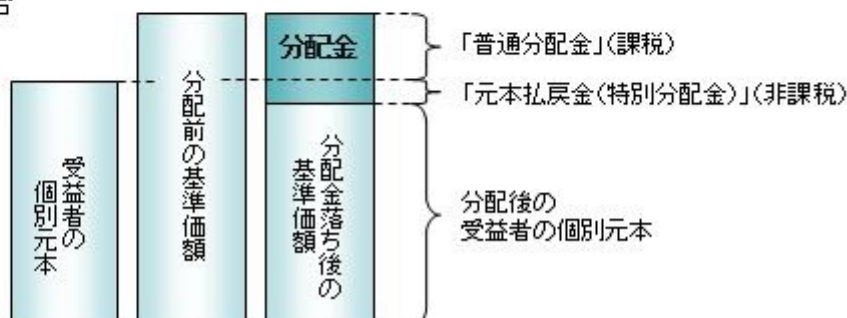 分配金
「普通分配金」(課税)
「元本払戻金(特別分配金)」(非課税)
受益者の
個別元本
分配前の基準価額
分配金落ち後の
基準価額
分配後の
受益者の個別元本